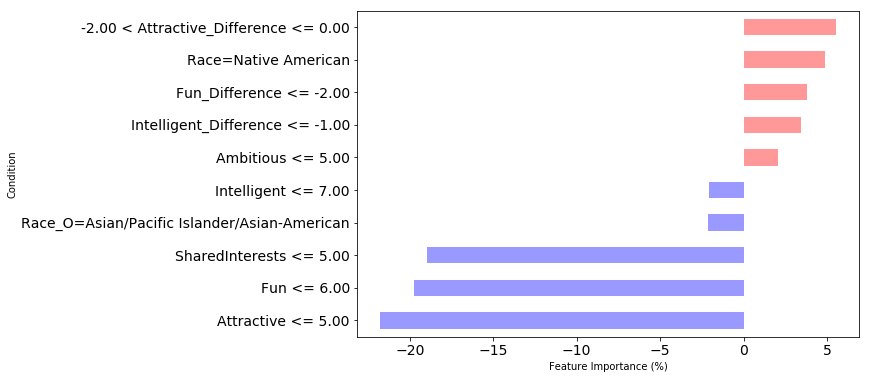 -2.00 < Attractive_Difference <= 0.00
Race=Native American
Fun_Difference <= -2.00
Intelligent_Difference <= -1.00
Ambitious <= 5.00
Intelligent <= 7.00
Race_O=Asian/Pacific Islander/Asian-American
SharedInterests <= 5.00
Fun <= 6.00
Attractive <= 5.00
Condition
−20 −15 −10 −5 0 5
Feature Importance (%)